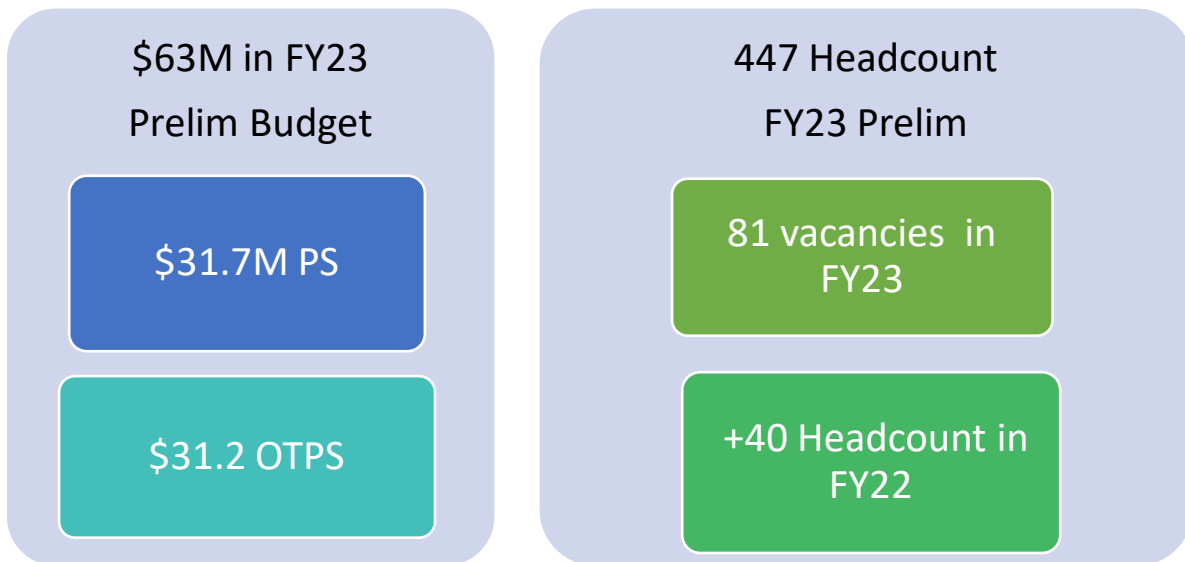 $63M in FY23
Prelim Budget
$31.7M PS
$31.2 OTPS
447 Headcount
FY23 Prelim
81 vacancies in
FY23
+40 Headcount in
FY22